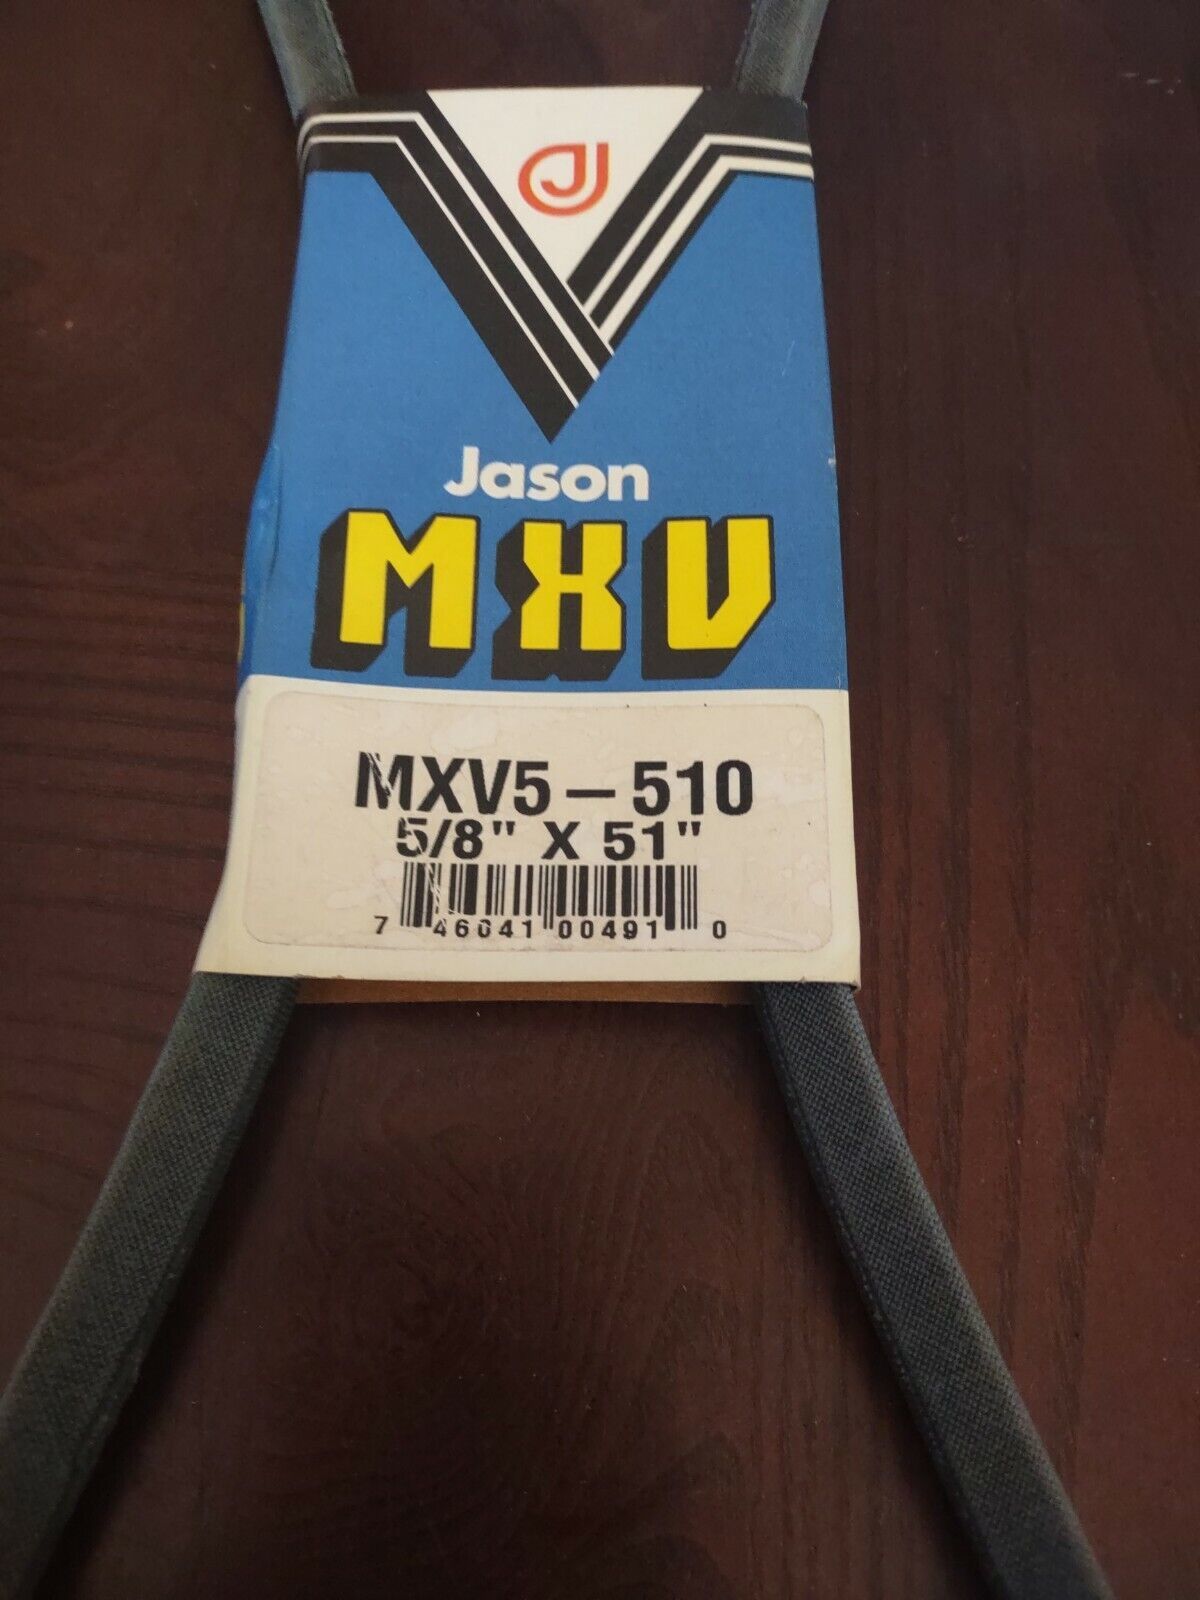 J
Jason
MXV
MXV5-510
5/8" X 51"
7 46041 00491 0